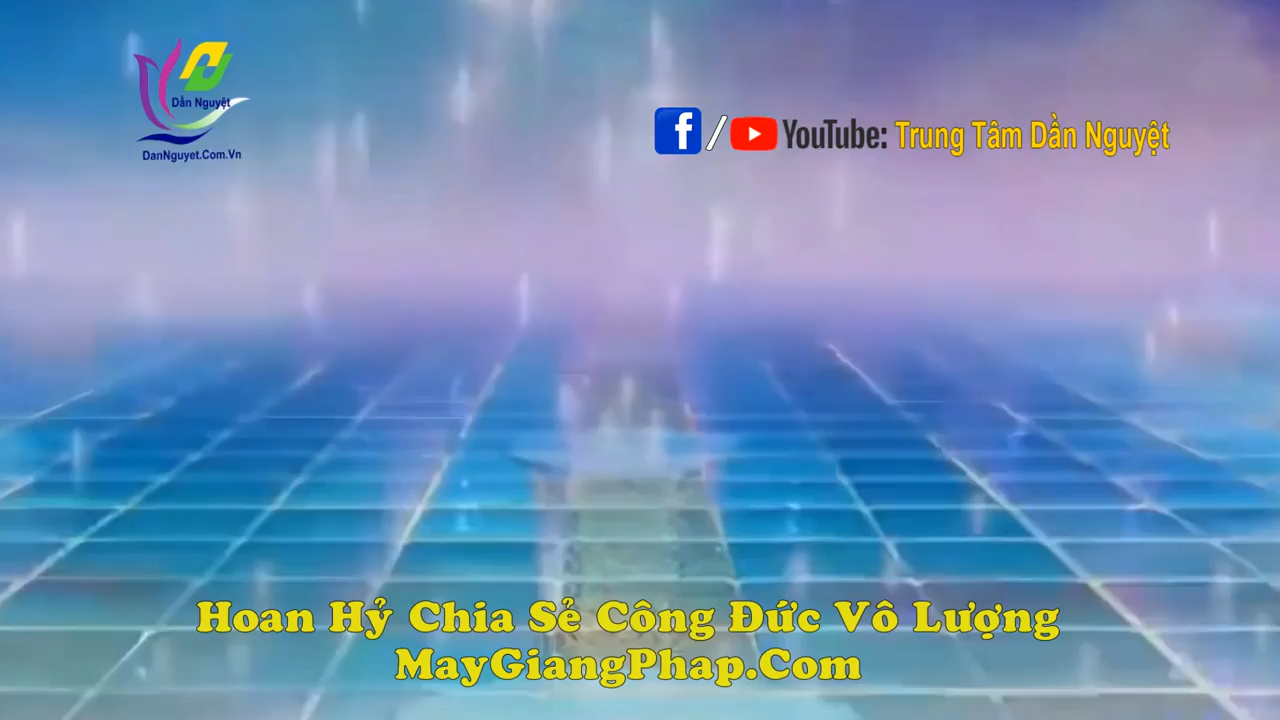 Dần Nguyệt
DanNguyet.Com.Vn
f / YouTube: Trung Tâm Dần Nguyệt
Hoan Hỷ Chia Sẻ Công Đức Vô Lượng
MayGiangPhap.Com